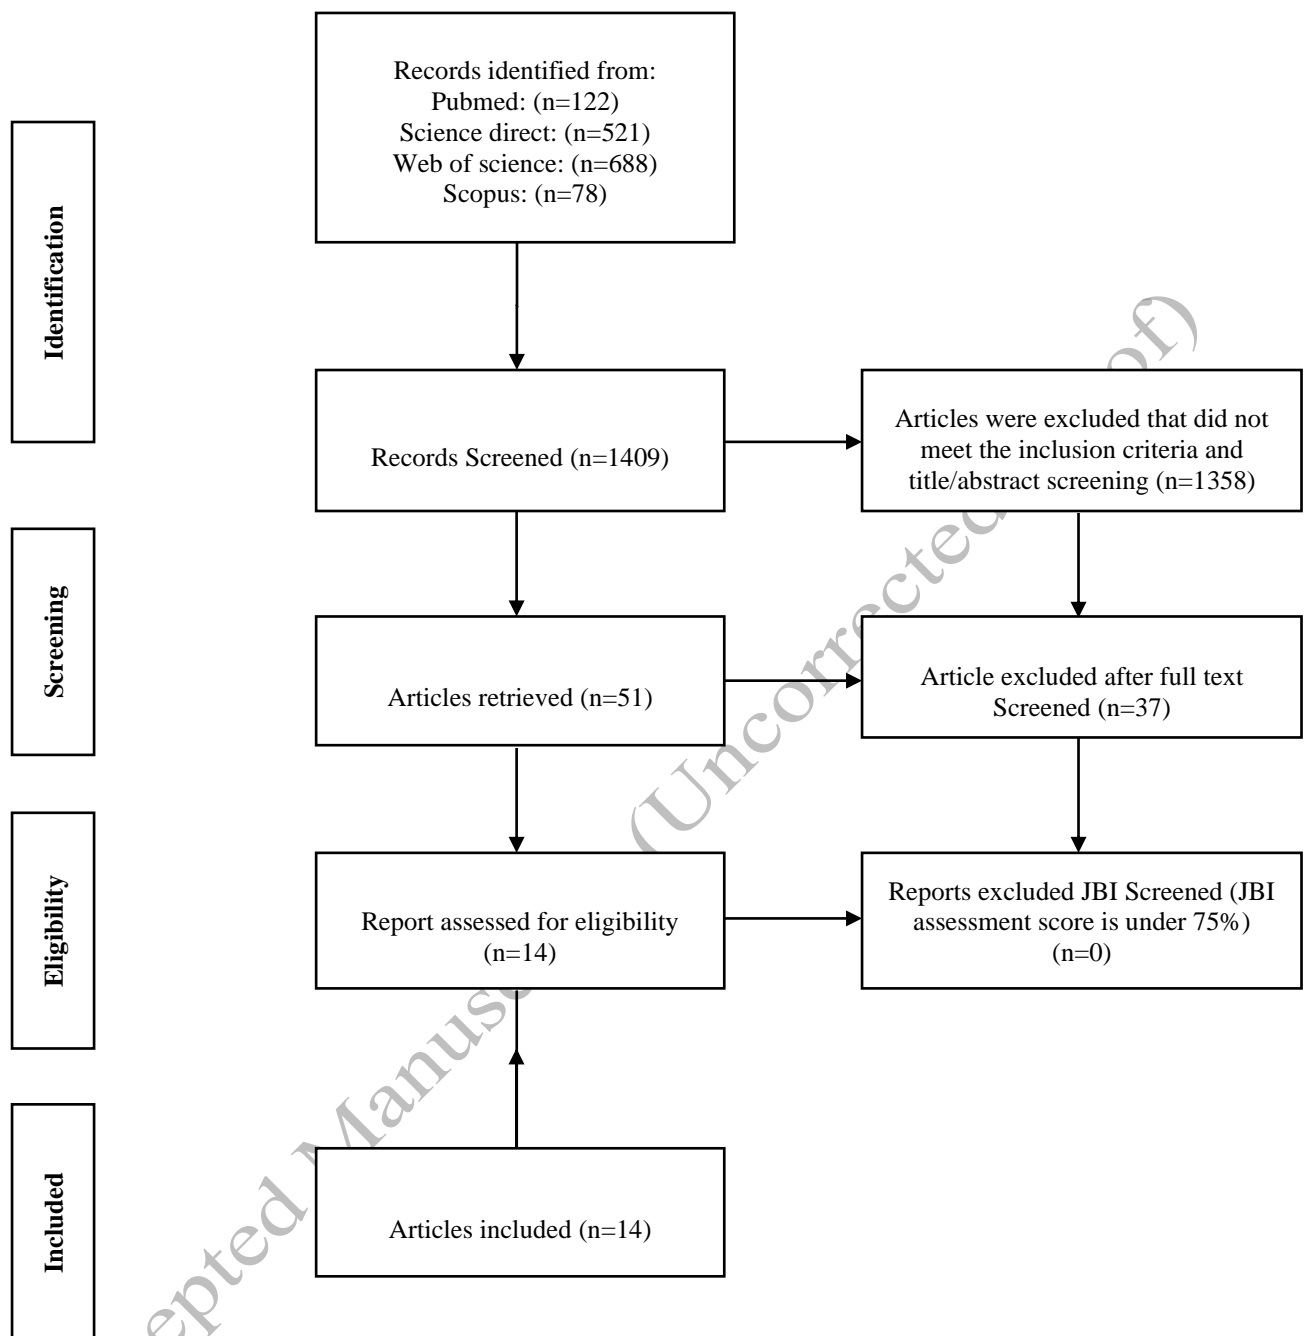 Records identified from:
Pubmed: (n=122)
Science direct: (n=521)
Web of science: (n=688)
Scopus: (n=78)
Identification
Records Screened (n=1409)
Articles were excluded that did not
meet the inclusion criteria and
title/abstract screening (n=1358)
Screening
Articles retrieved (n=51)
Article excluded after full text
Screened (n=37)
Eligibility
Report assessed for eligibility
(n=14)
Reports excluded JBI Screened (JBI
assessment score is under 75%)
(n=0)
Included
Articles included (n=14)